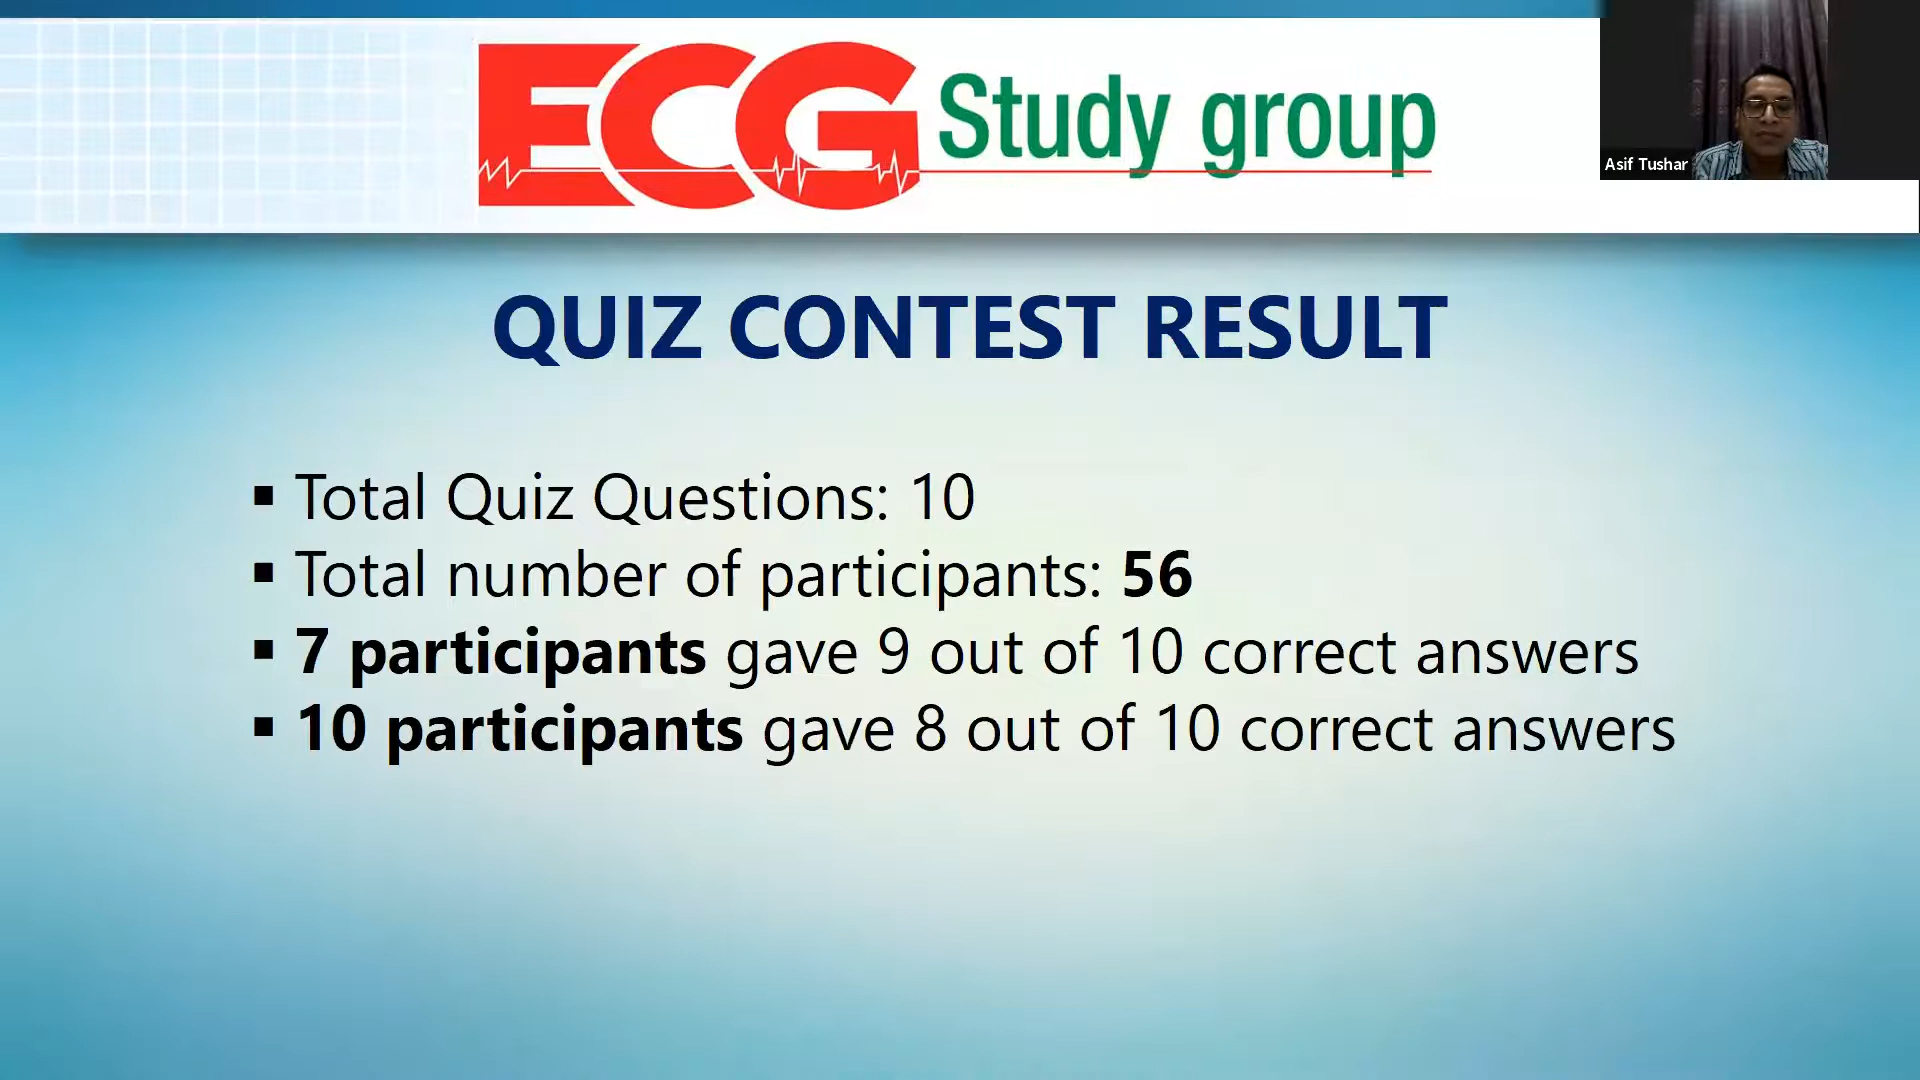 ECG Study group
Asif Tushar
QUIZ CONTEST RESULT
▪ Total Quiz Questions: 10
▪ Total number of participants: 56
▪ 7 participants gave 9 out of 10 correct answers
▪ 10 participants gave 8 out of 10 correct answers